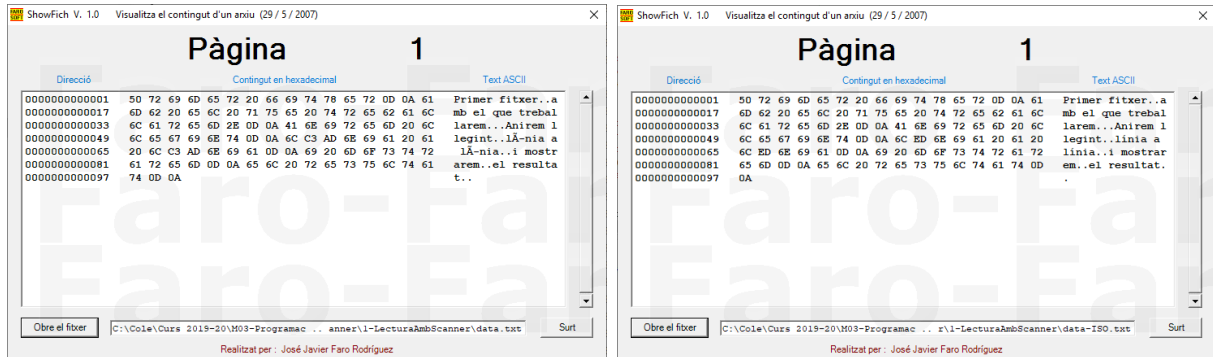 ShowFich V. 1.0 Visualitza el contingut d'un arxiu (29 / 5 / 2007)
Pàgina 1
Direcció Contingut en hexadecimal Text ASCII
0000000000001 50 72 69 6D 65 72 20 66 69 74 78 65 72 0D 0A 61 Primer fitxer..a
0000000000017 6D 62 20 65 6C 20 71 75 65 20 74 72 65 62 61 6C mb el que trebal
0000000000033 6C 61 72 65 6D 2E 0D 0A 41 6E 69 72 65 6D 20 6C larem...Anirem l
0000000000049 6C 65 67 69 6E 74 0D 0A 6C C3 AD 6E 69 61 20 61 legint..lÃ-nia a
0000000000065 20 6C C3 AD 6E 69 61 0D 0A 69 20 6D 6F 73 74 72 lÃ-nia..i mostr
0000000000081 61 72 65 6D 0D 0A 65 6C 20 72 65 73 75 6C 74 61 arem..el resulta
0000000000097 74 0D 0A t..
Obre el fitxer C:\Cole\Curs 2019-20\M03-Programac .. anner\1-LecturaAmbScanner\data.txt Surt
Realitzat per : José Javier Faro Rodríguez
ShowFich V. 1.0 Visualitza el contingut d'un arxiu (29 / 5 / 2007)
Pàgina 1
Direcció Contingut en hexadecimal Text ASCII
0000000000001 50 72 69 6D 65 72 20 66 69 74 78 65 72 0D 0A 61 Primer fitxer..a
0000000000017 6D 62 20 65 6C 20 71 75 65 20 74 72 65 62 61 6C mb el que trebal
0000000000033 6C 61 72 65 6D 2E 0D 0A 41 6E 69 72 65 6D 20 6C larem...Anirem l
0000000000049 6C 65 67 69 6E 74 0D 0A 6C ED 6E 69 61 20 61 20 legint..línia a
0000000000065 6C ED 6E 69 61 0D 0A 69 20 6D 6F 73 74 72 61 72 línia..i mostrar
0000000000081 65 6D 0D 0A 65 6C 20 72 65 73 75 6C 74 61 74 0D em..el resultat.
0000000000097 0A .
Obre el fitxer C:\Cole\Curs 2019-20\M03-Programac .. r\1-LecturaAmbScanner\data-ISO.txt Surt
Realitzat per : José Javier Faro Rodríguez